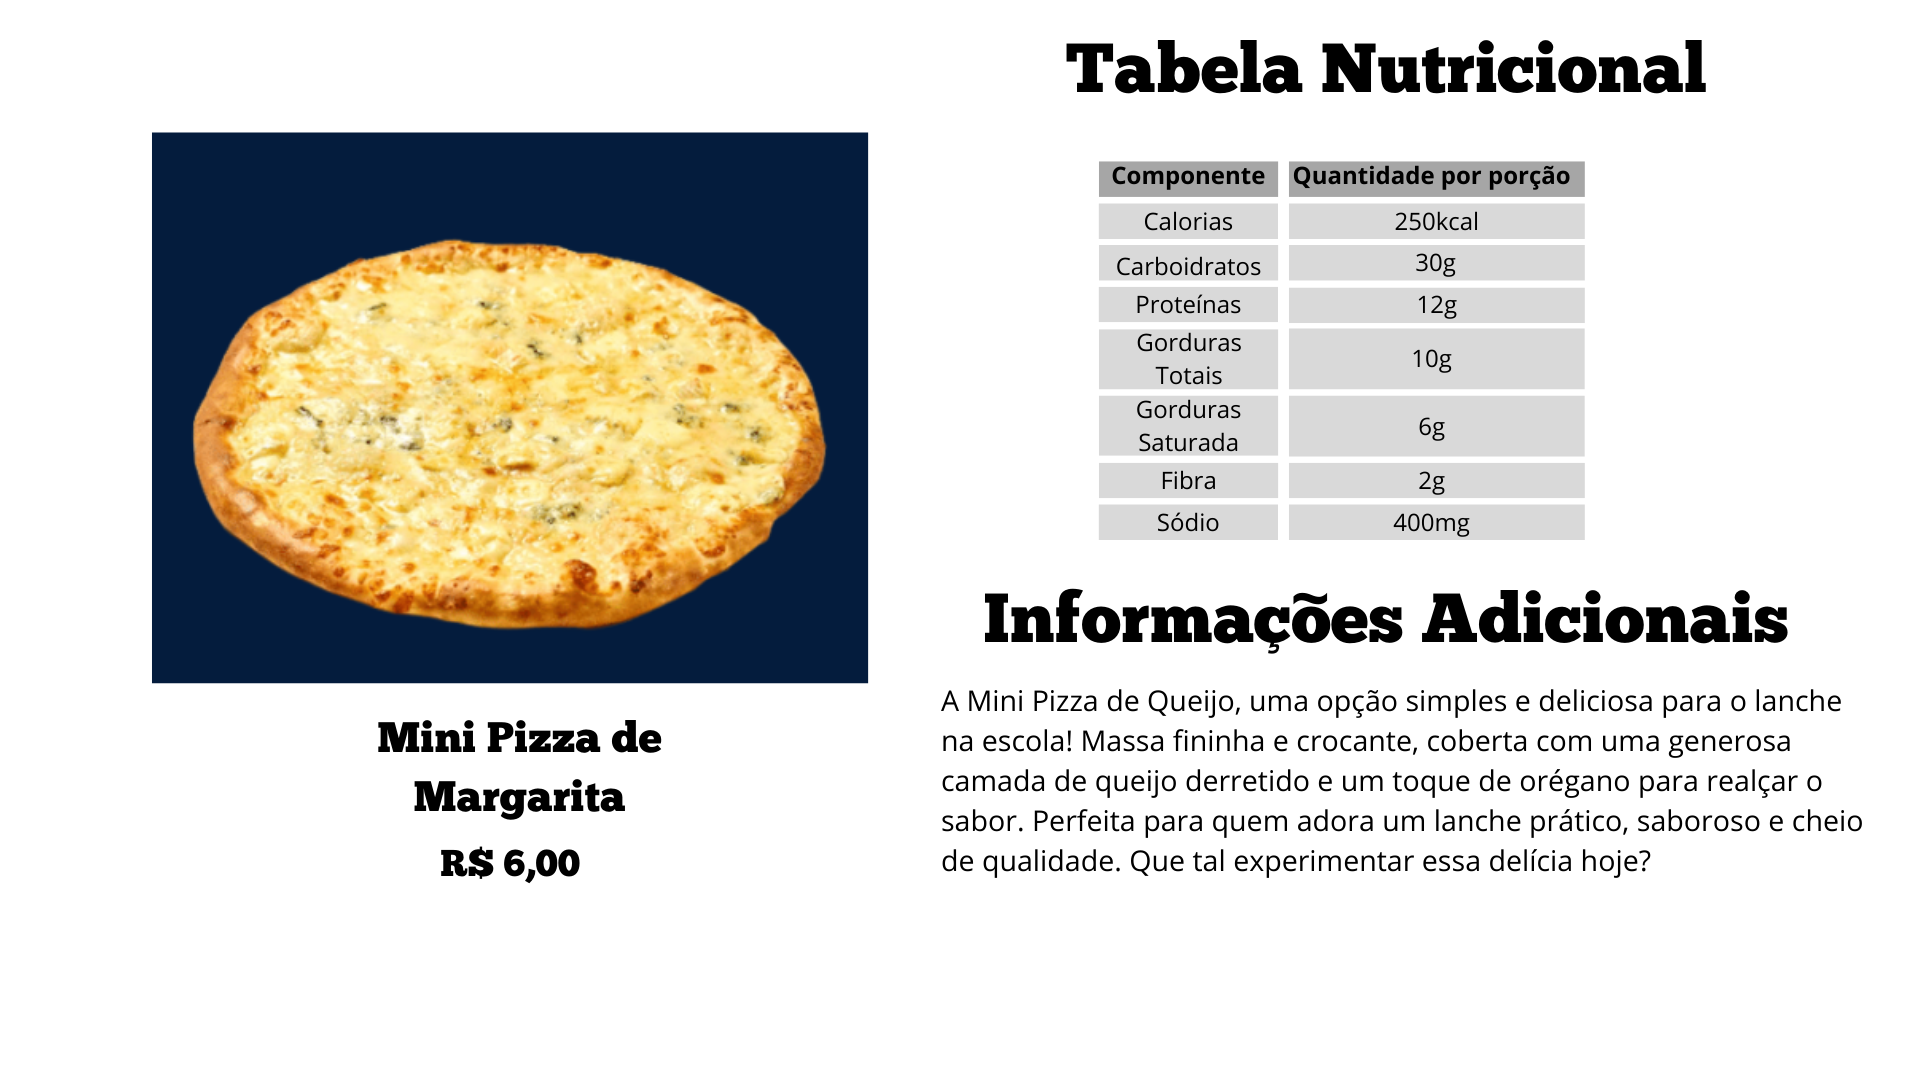 Tabela Nutricional
Componente Quantidade por porção
Calorias 250kcal
Carboidratos 30g
Proteínas 12g
Gorduras
Totais 10g
Gorduras
Saturada 6g
Fibra 2g
Sódio 400mg
Mini Pizza de
Margarita
R$ 6,00
Informações Adicionais
A Mini Pizza de Queijo, uma opção simples e deliciosa para o lanche
na escola! Massa fininha e crocante, coberta com uma generosa
camada de queijo derretido e um toque de orégano para realçar o
sabor. Perfeita para quem adora um lanche prático, saboroso e cheio
de qualidade. Que tal experimentar essa delícia hoje?